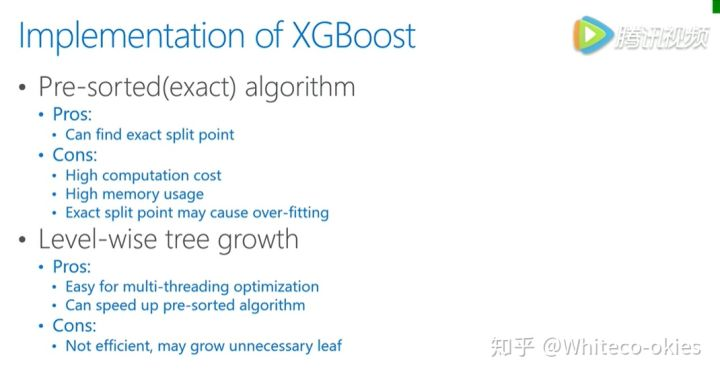 Implementation of XGBoost
腾讯视频
• Pre-sorted(exact) algorithm
• Pros:
• Can find exact split point
• Cons:
• High computation cost
• High memory usage
• Exact split point may cause over-fitting
• Level-wise tree growth
• Pros:
• Easy for multi-threading optimization
• Can speed up pre-sorted algorithm
• Cons:
• Not efficient, may grow unnecessary leaf
知乎 @Whiteco-okies